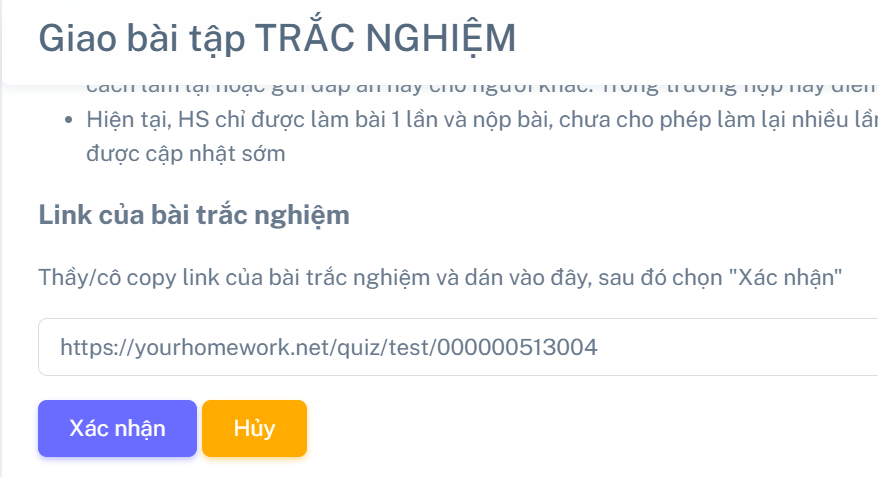 Giao bài tập TRẮC NGHIỆM
cách làm lại hoặc gửi đáp án này cho người khác. Trong trường hợp này điểm
Hiện tại, HS chỉ được làm bài 1 lần và nộp bài, chưa cho phép làm lại nhiều lần
được cập nhật sớm
Link của bài trắc nghiệm
Thầy/cô copy link của bài trắc nghiệm và dán vào đây, sau đó chọn "Xác nhận"
https://yourhomework.net/quiz/test/000000513004
Xác nhận Hủy